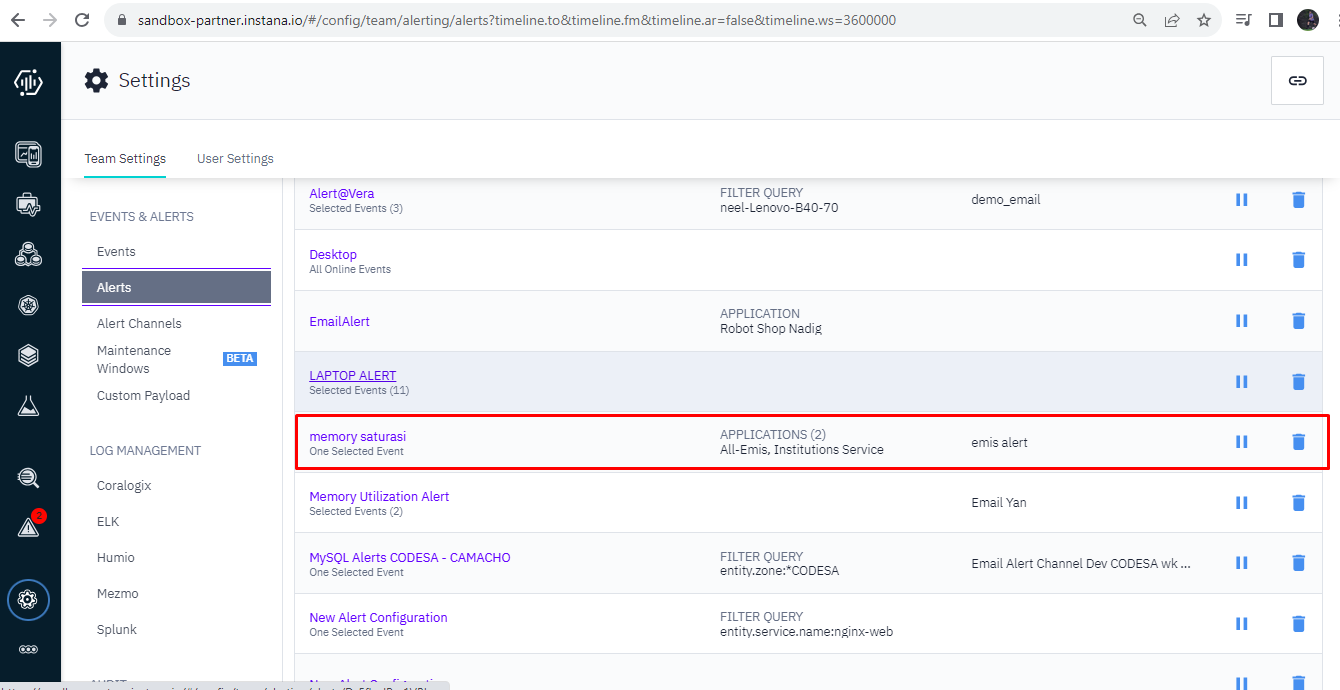 sandbox-partner.instana.io/#/config/team/alerting/alerts?timeline.to&timeline.fm&timeline.ar=false&timeline.ws=3600000
Settings
Team Settings
User Settings
EVENTS & ALERTS
Events
Alerts
Alert Channels
Maintenance
Windows
BETA
Custom Payload
LOG MANAGEMENT
Coralogix
ELK
Humio
Mezmo
Splunk
2
Alert@Vera
Selected Events (3)
FILTER QUERY
neel-Lenovo-B40-70
demo_email
Desktop
All Online Events
EmailAlert
APPLICATION
Robot Shop Nadig
LAPTOP ALERT
Selected Events (11)
memory saturasi
One Selected Event
APPLICATIONS (2)
All-Emis, Institutions Service
emis alert
Memory Utilization Alert
Selected Events (2)
Email Yan
MySQL Alerts CODESA - CAMACHO
One Selected Event
FILTER QUERY
entity.zone:*CODESA
Email Alert Channel Dev CODESA wk ...
New Alert Configuration
One Selected Event
FILTER QUERY
entity.service.name:nginx-web